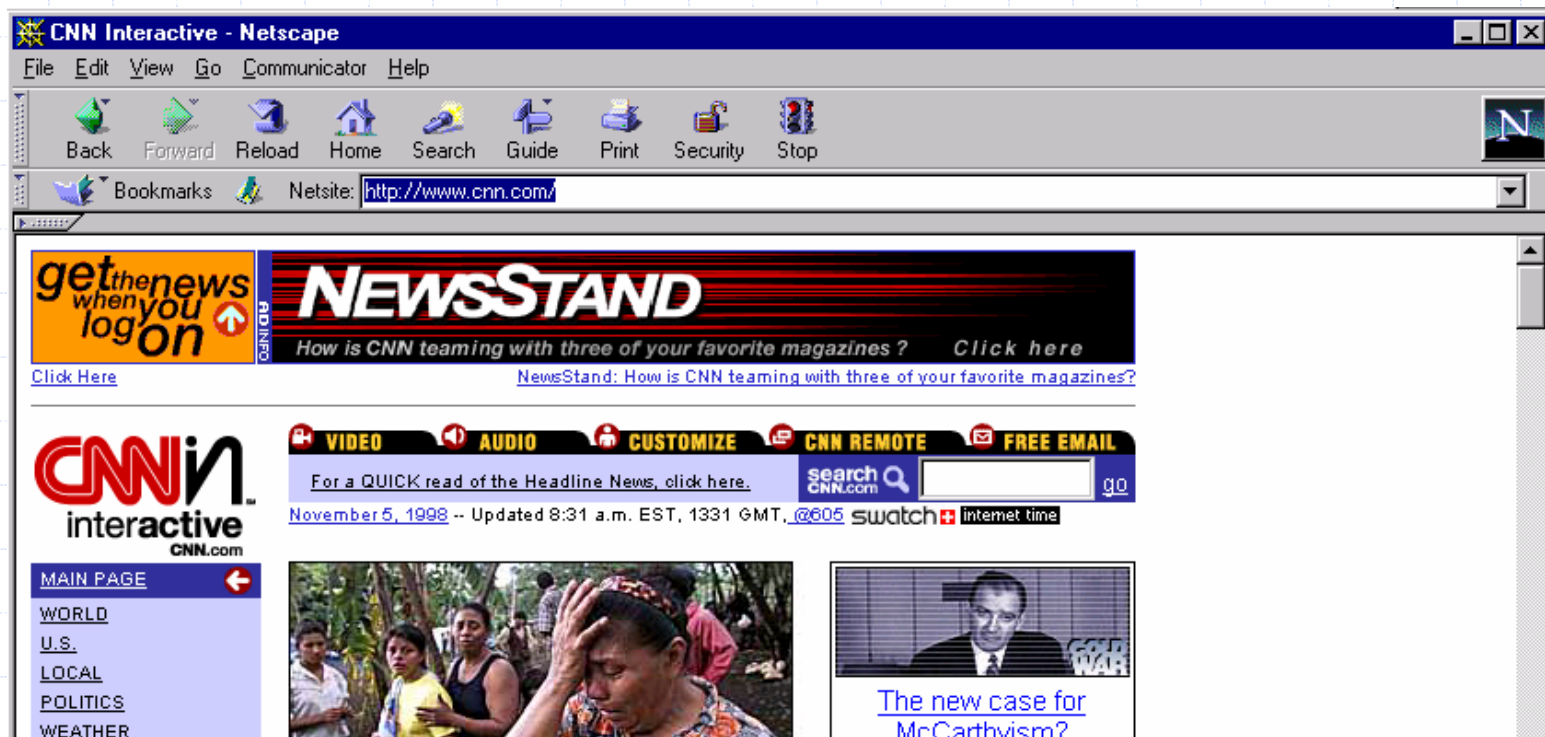 CNN Interactive - Netscape
File Edit View Go Communicator Help
Back Forward Reload Home Search Guide Print Security Stop
N
Bookmarks Netsite: http://www.cnn.com/
get the news
when you
log on
AD INFO
NEWSSTAND
How is CNN teaming with three of your favorite magazines ? Click here
Click Here
NewsStand: How is CNN teaming with three of your favorite magazines?
CNNin
interactive
CNN.com
VIDEO AUDIO CUSTOMIZE CNN REMOTE FREE EMAIL
For a QUICK read of the Headline News, click here.
search
CNN.com
go
November 5, 1998 -- Updated 8:31 a.m. EST, 1331 GMT, @605 swatch internet time
MAIN PAGE
WORLD
U.S.
LOCAL
POLITICS
WEATHER
COLD
WAR
The new case for
McCarthyism?